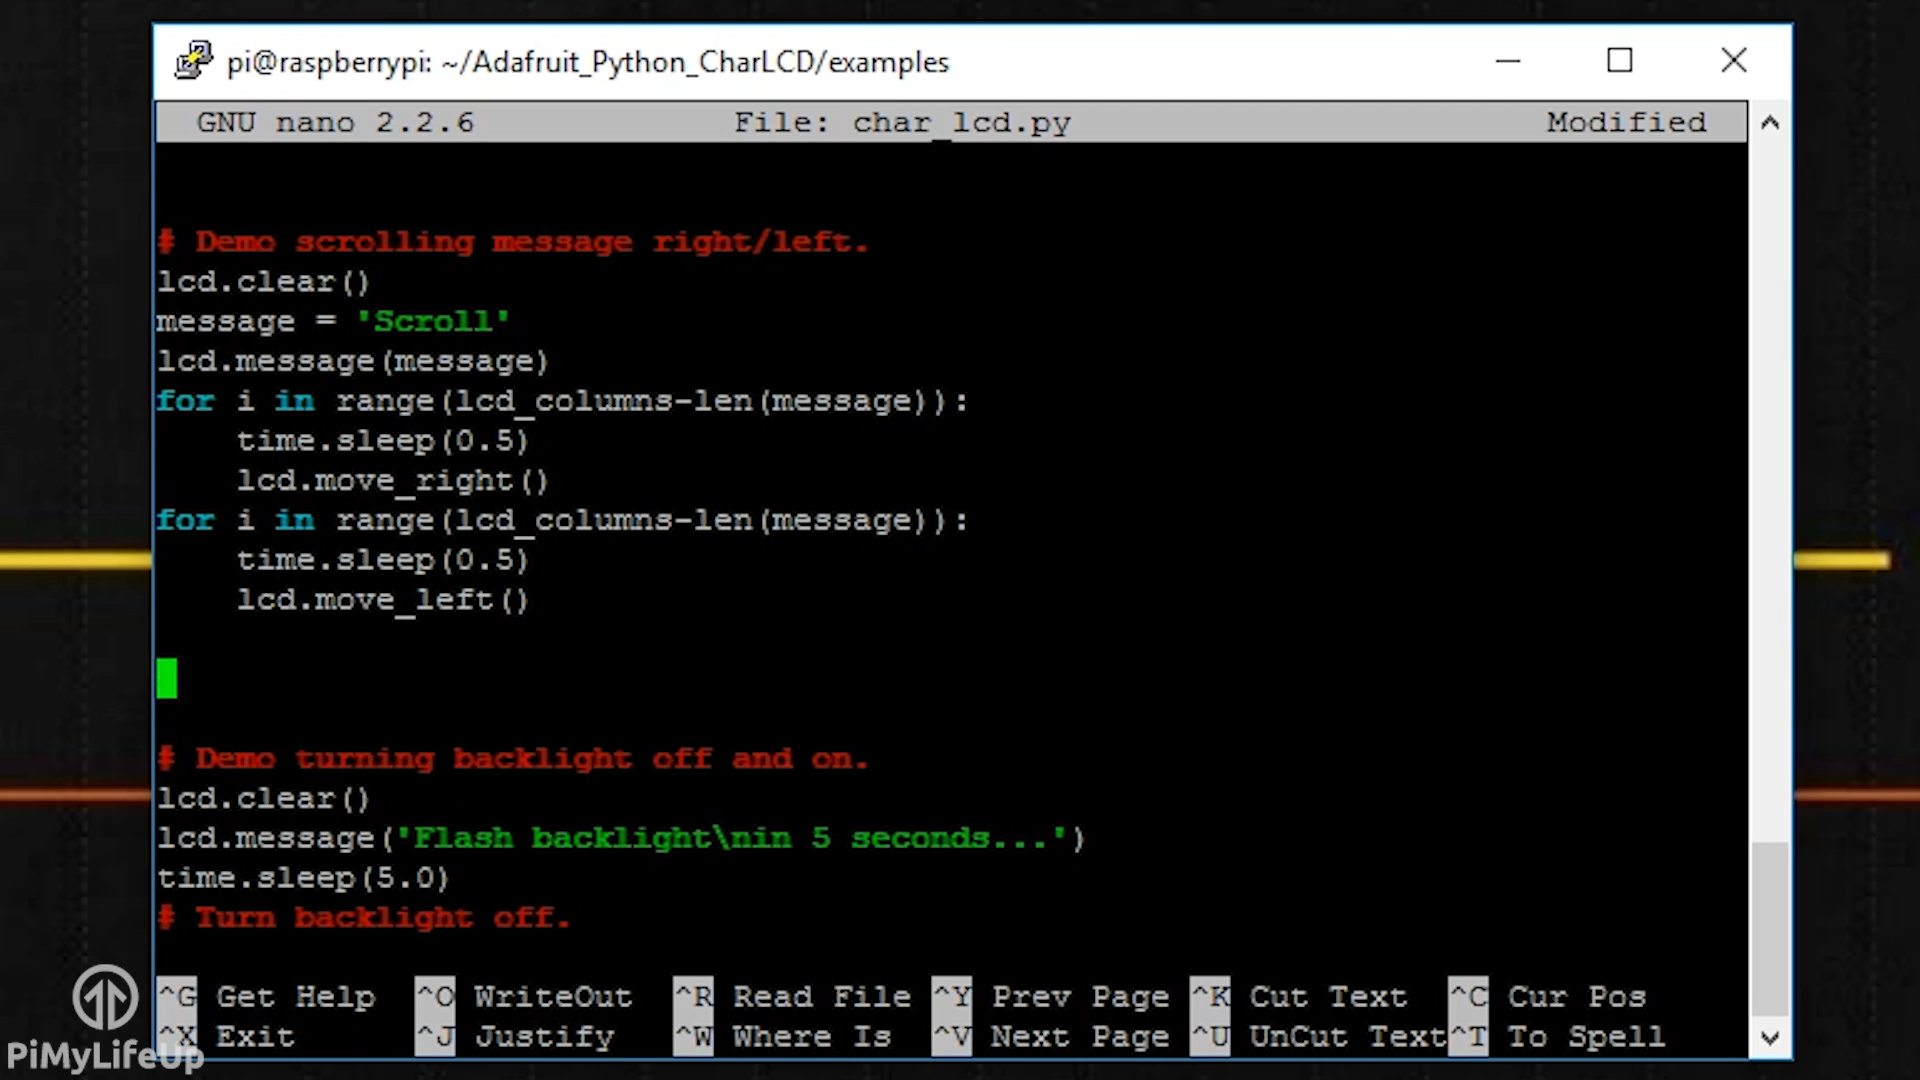 pi@raspberrypi: ~/Adafruit_Python_CharLCD/examples
GNU nano 2.2.6 File: char_lcd.py Modified
# Demo scrolling message right/left.
lcd.clear()
message = 'Scroll'
lcd.message(message)
for i in range(lcd_columns-len(message)):
    time.sleep(0.5)
    lcd.move_right()
for i in range(lcd_columns-len(message)):
    time.sleep(0.5)
    lcd.move_left()
# Demo turning backlight off and on.
lcd.clear()
lcd.message('Flash backlight\nin 5 seconds...')
time.sleep(5.0)
# Turn backlight off.
^G Get Help ^O WriteOut ^R Read File ^Y Prev Page ^K Cut Text ^C Cur Pos
^X Exit ^J Justify ^W Where Is ^V Next Page ^U UnCut Text ^T To Spell
PiMyLifeUp